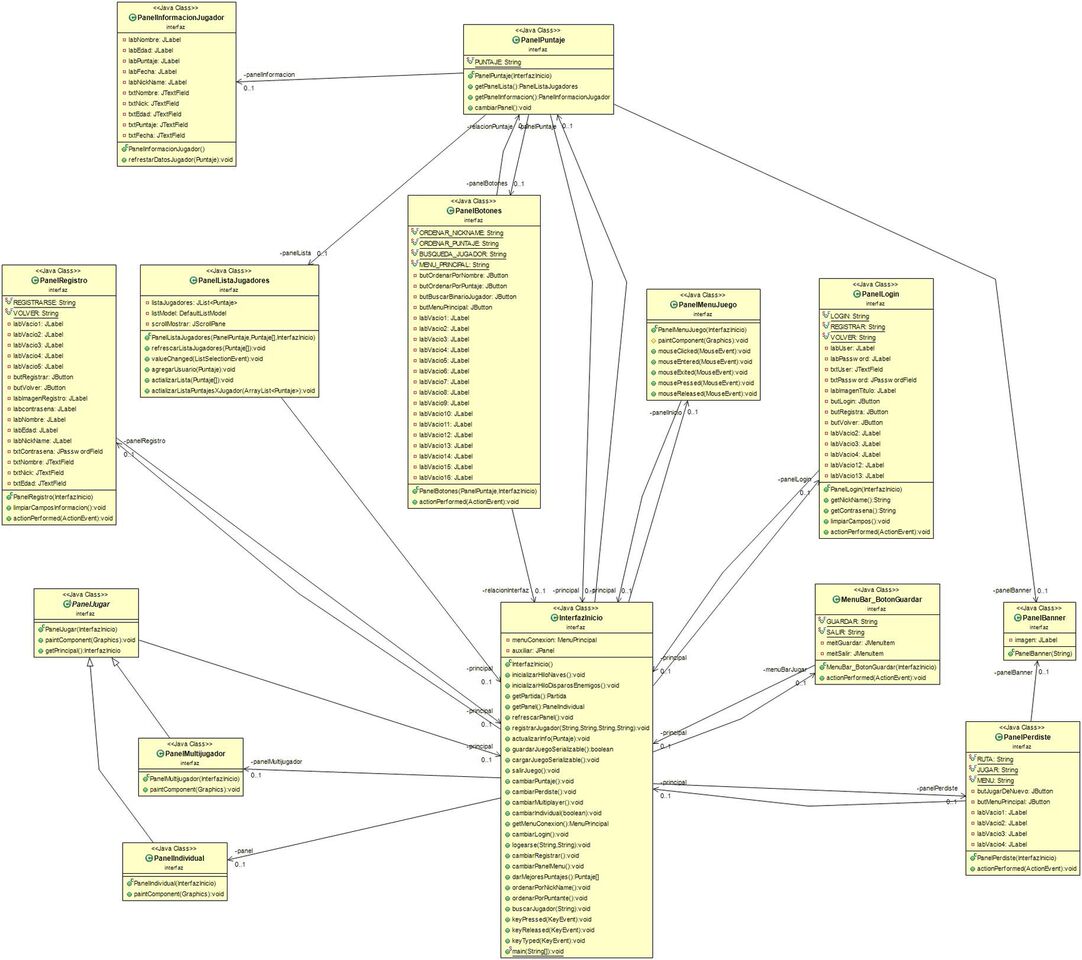 <<Java Class>>
PanelInformacionJugador
interfaz
labNombre: JLabel
labEdad: JLabel
labPuntaje: JLabel
labFecha: JLabel
labNickName: JLabel
txtNombre: JTextField
txtNick: JTextField
txtEdad: JTextField
txtPuntaje: JTextField
txtFecha: JTextField
PanelInformacionJugador()
refrestarDatosJugador(Puntaje):void
-panelInformacion
0..1
<<Java Class>>
PanelPuntaje
interfaz
PUNTAJE: String
PanelPuntaje(InterfazInicio)
getPanelLista():PanelListaJugadores
getPanelInformacion():PanelInformacionJugador
cambiarPanel():void
-relacionPuntaje
0..1
-panelPuntaje
0..1
-panelBotones
0..1
-panelLista
0..1
<<Java Class>>
PanelBotones
interfaz
ORDENAR_NICKNAME: String
ORDENAR_PUNTAJE: String
BUSQUEDA_JUGADOR: String
MENU_PRINCIPAL: String
butOrdenarPorNombre: JButton
butOrdenarPorPuntaje: JButton
butBuscarBinarioJugador: JButton
butMenuPrincipal: JButton
labVacio1: JLabel
labVacio2: JLabel
labVacio3: JLabel
labVacio4: JLabel
labVacio5: JLabel
labVacio6: JLabel
labVacio7: JLabel
labVacio8: JLabel
labVacio9: JLabel
labVacio10: JLabel
labVacio11: JLabel
labVacio12: JLabel
labVacio13: JLabel
labVacio14: JLabel
labVacio15: JLabel
labVacio16: JLabel
PanelBotones(PanelPuntaje,InterfazInicio)
actionPerformed(ActionEvent):void
<<Java Class>>
PanelRegistro
interfaz
REGISTRARSE: String
VOLVER: String
labVacio1: JLabel
labVacio2: JLabel
labVacio3: JLabel
labVacio4: JLabel
labVacio5: JLabel
butRegistrar: JButton
butVolver: JButton
labImagenRegistro: JLabel
labcontrasena: JLabel
labNombre: JLabel
labEdad: JLabel
labNickName: JLabel
txtContrasena: JPasswordField
txtNombre: JTextField
txtNick: JTextField
txtEdad: JTextField
PanelRegistro(InterfazInicio)
limpiarCamposInformacion():void
actionPerformed(ActionEvent):void
-panelRegistro
0..1
<<Java Class>>
PanelListaJugadores
interfaz
listaJugadores: JList<Puntaje>
listModel: DefaultListModel
scrollMostrar: JScrollPane
PanelListaJugadores(PanelPuntaje,Puntaje[],InterfazInicio)
refrescarListaJugadores(Puntaje[]):void
valueChanged(ListSelectionEvent):void
agregarUsuario(Puntaje):void
actializarLista(Puntaje[]):void
actializarListaPuntajesXJugador(ArrayList<Puntaje>):void
<<Java Class>>
PanelMenuJuego
interfaz
PanelMenuJuego(InterfazInicio)
paintComponent(Graphics):void
mouseClicked(MouseEvent):void
mouseEntered(MouseEvent):void
mouseExited(MouseEvent):void
mousePressed(MouseEvent):void
mouseReleased(MouseEvent):void
-panelInicio
0..1
<<Java Class>>
PanelLogin
interfaz
LOGIN: String
REGISTRAR: String
VOLVER: String
labUser: JLabel
labPassword: JLabel
txtUser: JTextField
txtPassword: JPasswordField
labImagenTitulo: JLabel
butLogin: JButton
butRegistra: JButton
butVolver: JButton
labVacio2: JLabel
labVacio3: JLabel
labVacio4: JLabel
labVacio12: JLabel
labVacio13: JLabel
PanelLogin(InterfazInicio)
getNickName():String
getContrasena():String
limpiarCampos():void
actionPerformed(ActionEvent):void
-panelLogin
0..1
<<Java Class>>
PanelJugar
interfaz
PanelJugar(InterfazInicio)
paintComponent(Graphics):void
getPrincipal():InterfazInicio
<<Java Class>>
PanelMultijugador
interfaz
PanelMultijugador(InterfazInicio)
paintComponent(Graphics):void
-panelMultijugador
0..1
<<Java Class>>
PanelIndividual
interfaz
PanelIndividual(InterfazInicio)
paintComponent(Graphics):void
-panel
0..1
-relacionInterfaz
0..1
-principal
0..1
0..1
-principal
0..1
-principal
0..1
-principal
0..1
<<Java Class>>
InterfazInicio
interfaz
menuConexion: MenuPrincipal
auxiliar: JPanel
InterfazInicio()
inicializarHiloNaves():void
inicializarHiloDisparosEnemigos():void
getPartida():Partida
getPanel():PanelIndividual
refrescarPanel():void
registrarJugador(String,String,String,String):void
actualizarInfo(Puntaje):void
guardarJuegoSerializable():boolean
cargarJuegoSerializable():void
salirJuego():void
cambiarPuntaje():void
cambiarPerdiste():void
cambiarMultiplayer():void
cambiarIndividual(boolean):void
getMenuConexion():MenuPrincipal
cambiarLogin():void
logearse(String,String):void
cambiarRegistrar():void
cambiarPanelMenu():void
darMejoresPuntajes():Puntaje[]
ordenarPorNickName():void
ordenarPorPuntante():void
buscarJugador(String):void
keyPressed(KeyEvent):void
keyReleased(KeyEvent):void
keyTyped(KeyEvent):void
main(String[]):void
-principal
0..1
-principal
0..1
-principal
0..1
<<Java Class>>
MenuBar_BotonGuardar
interfaz
GUARDAR: String
SALIR: String
meitGuardar: JMenuItem
meitSalir: JMenuItem
MenuBar_BotonGuardar(InterfazInicio)
actionPerformed(ActionEvent):void
-menuBarJugar
0..1
-panelBanner
0..1
<<Java Class>>
PanelBanner
interfaz
imagen: JLabel
PanelBanner(String)
-panelBanner
0..1
<<Java Class>>
PanelPerdiste
interfaz
RUTA: String
JUGAR: String
MENU: String
butJugarDeNuevo: JButton
butMenuPrincipal: JButton
labVacio1: JLabel
labVacio2: JLabel
labVacio3: JLabel
labVacio4: JLabel
PanelPerdiste(InterfazInicio)
actionPerformed(ActionEvent):void
-panelPerdiste
0..1